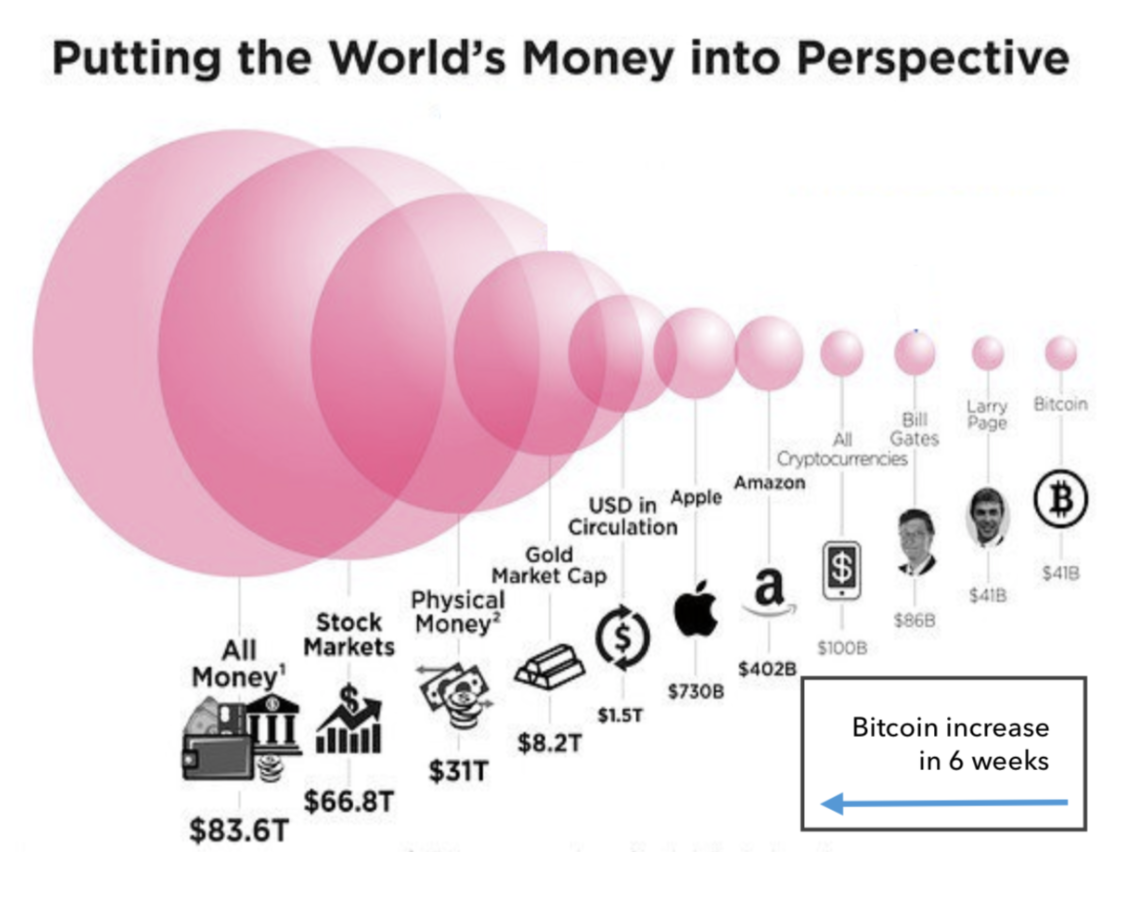 Putting the World's Money into Perspective
All
Money¹
$83.6T
Stock
Markets
$66.8T
Physical
Money²
$31T
Gold
Market Cap
$8.2T
USD in
Circulation
$1.5T
Apple
$730B
Amazon
a
$402B
All
Cryptocurrencies
$100B
Bill
Gates
$86B
Larry
Page
$41B
Bitcoin
$41B
Bitcoin increase
in 6 weeks